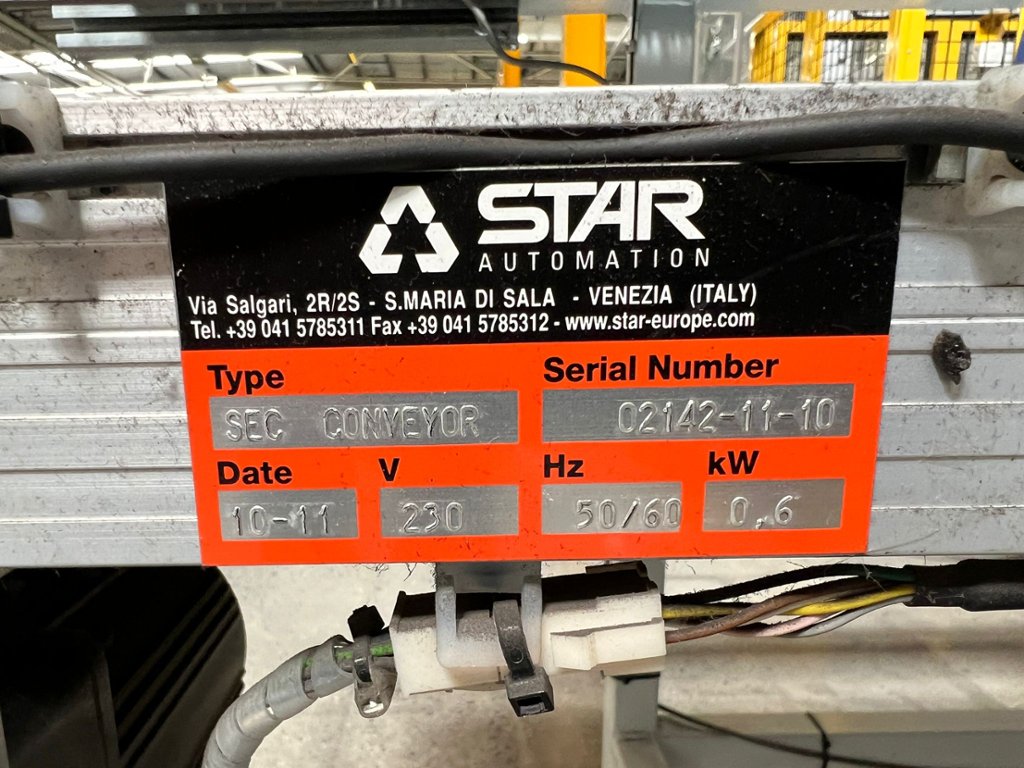 STAR
AUTOMATION
Via Salgari, 2R/2S - S.MARIA DI SALA - VENEZIA (ITALY)
Tel. +39 041 5785311 Fax +39 041 5785312 - www.star-europe.com
Type Serial Number
SEC CONVEYOR 02142-11-10
Date V Hz kW
10-11 230 50/60 0,6